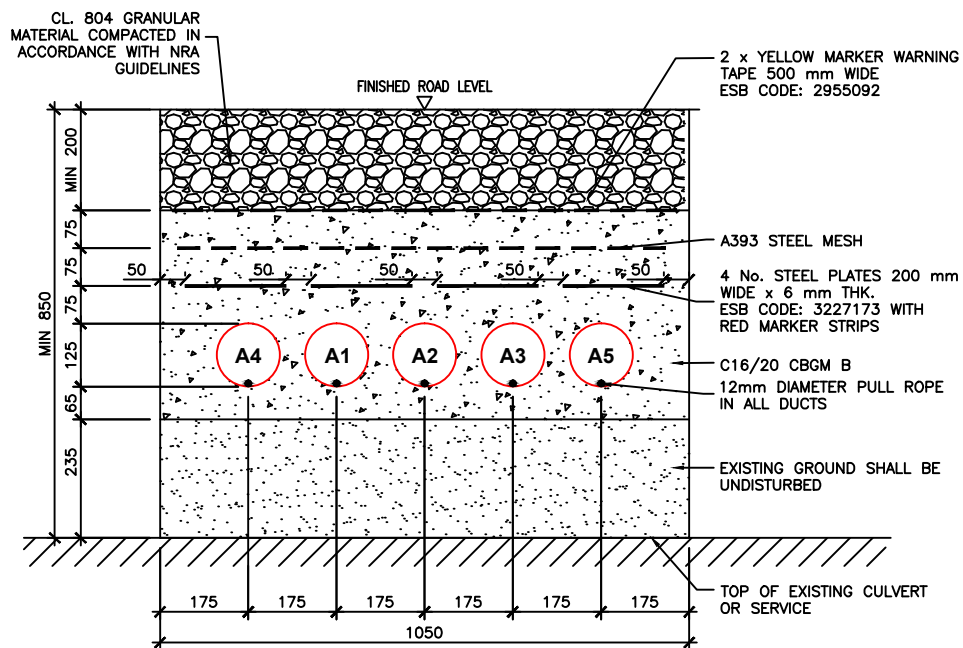 CL. 804 GRANULAR
MATERIAL COMPACTED IN
ACCORDANCE WITH NRA
GUIDELINES
FINISHED ROAD LEVEL
2 x YELLOW MARKER WARNING
TAPE 500 mm WIDE
ESB CODE: 2955092
MIN 850
MIN 200
75
75
75
125
65
235
A393 STEEL MESH
50
50
50
50
50
4 No. STEEL PLATES 200 mm
WIDE x 6 mm THK.
ESB CODE: 3227173 WITH
RED MARKER STRIPS
A4
A1
A2
A3
A5
C16/20 CBGM B
12mm DIAMETER PULL ROPE
IN ALL DUCTS
EXISTING GROUND SHALL BE
UNDISTURBED
TOP OF EXISTING CULVERT
OR SERVICE
175
175
175
175
175
175
1050